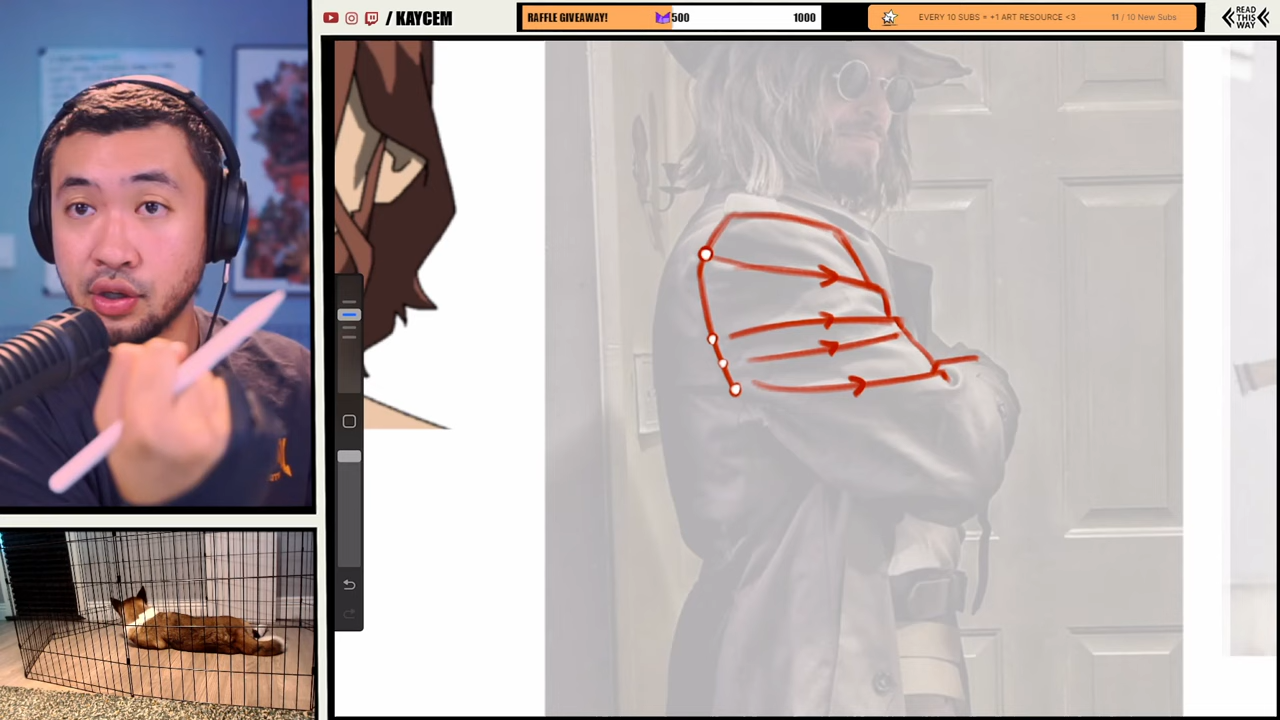 / KAYCEM
RAFFLE GIVEAWAY!
500
1000
EVERY 10 SUBS = +1 ART RESOURCE <3
11 / 10 New Subs
READ
THIS
WAY